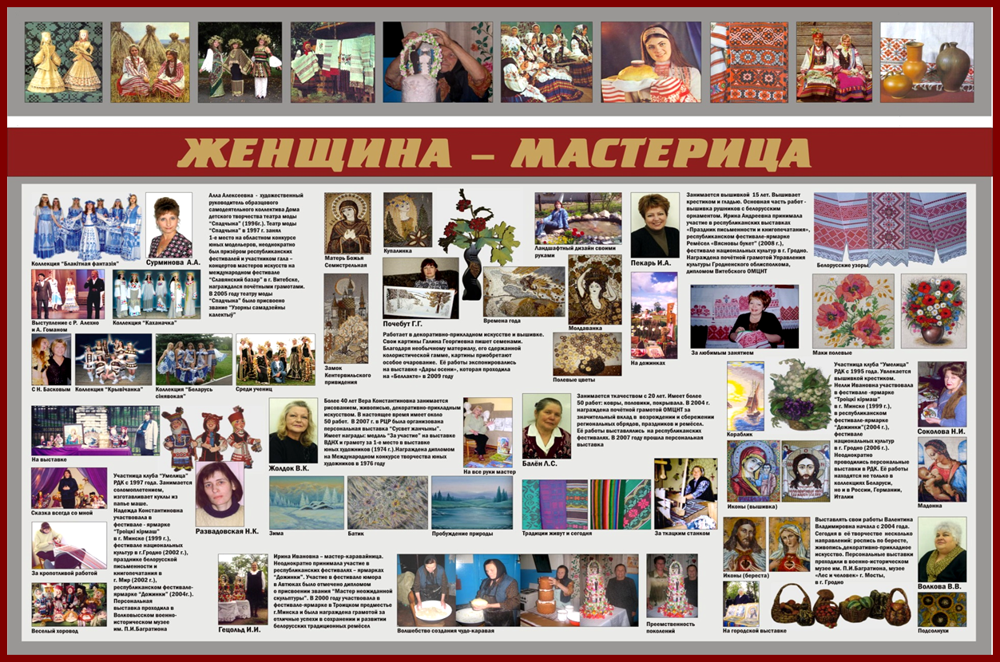 ЖЕНЩИНА – МАСТЕРИЦА
Коллекция "Блакітная фантазія"
Сурминова А.А.
Алла Алексеевна - художественный
руководитель образцового
самодеятельного коллектива Дома
детского творчества театра моды
"Спадчына" (1996г.). Театр моды
"Спадчына" в 1997 г. занял
1-е место на областном конкурсе
юных модельеров, неоднократно
был призёром республиканских
фестивалей и участником гала –
концертов мастеров искусств на
международном фестивале
"Славянский базар" в г. Витебске,
награждался почётными грамотами.
В 2005 году театру моды
"Спадчына" было присвоено
звание "Узорны самадзейны
калектыў"
Выступление с Р. Алехно
и А. Гоманом
Коллекция "Каханачка"
С Н. Басковым
Коллекция "Крывічанка"
Коллекция "Беларусь
сінявокая"
Среди учениц
Матерь Божья
Семистрельная
Купалинка
Ландшафтный дизайн своими
руками
Почебут Г.Г.
Времена года
Молдаванка
Замок
Кентервильского
привидения
Работает в декоративно-прикладном искусстве и вышивке.
Свои картины Галина Георгиевна пишет семенами.
Благодаря необычному материалу, его сдержанной
колористической гамме, картины приобретают
особое очарование. Её работы экспонировались
на выставке «Дары осени», которая проходила
на «Беллакте» в 2009 году
Полевые цветы
Пекарь И.А.
На дожинках
Занимается вышивкой 15 лет. Вышивает
крестиком и гладью. Основная часть работ -
вышивка рушников с белорусским
орнаментом. Ирина Андреевна принимала
участие в республиканских выставках
«Праздник письменности и книгопечатания»,
республиканском фестивале-ярмарке
Ремёсел «Вясновы букет" (2008 г.),
фестивале национальных культур в г. Гродно.
Награждена почётной грамотой Управления
культуры Гродненского облисполкома,
дипломом Витебского ОМЦНТ
Белорусские узоры
За любимым занятием
Маки полевые
На выставке
Сказка всегда со мной
За кропотливой работой
Веселый хоровод
Участница клуба "Умелица"
РДК с 1997 года. Занимается
соломоплетением,
изготавливает куклы из
папье маше.
Надежда Константиновна
участвовала в
фестивале - ярмарке
"Троіцкі кірмаш"
в г. Минске (1999 г.),
фестивале национальных
культур в г.Гродно (2002 г.),
празднике белорусской
письменности и
книгопечатания в
г. Мир (2002 г.),
республиканском фестивале-
ярмарке "Дожинки" (2004г.).
Персональная
выставка проходила в
Волковысском военно-
историческом музее
им. П.И.Багратиона
Развадовская Н.К.
Жолдок В.К.
Более 40 лет Вера Константиновна занимается
рисованием, живописью, декоративно-прикладным
искусством. В настоящее время имеет около
50 работ. В 2007 г. в РЦР была организована
персональная выставка "Сусвет жанчыны".
Имеет награды: медаль "За участие" на выставке
ВДНХ и грамоту за 1-е место в выставке
юных художников (1974 г.).Награждена дипломом
на Международном конкурсе творчества юных
художников в 1976 году
На все руки мастер
Зима
Батик
Пробуждение природы
Балён Л.С.
Занимается ткачеством с 20 лет. Имеет более
50 работ: ковры, половики, покрывала. В 2004 г.
награждена почётной грамотой ОМЦНТ за
значительный вклад в возрождении и сбережении
региональных обрядов, праздников и ремёсел.
Её работы выставлялись на республиканских
фестивалях. В 2007 году прошла персональная
выставка
Традиции живут и сегодня
За ткацким станком
Кораблик
Иконы (вышивка)
Участница клуба "Умелица"
РДК с 1995 года. Увлекается
вышивкой крестиком.
Нелли Ивановна участвовала
в фестивале -ярмарке
"Троіцкі кірмаш"
в г. Минске (1999 г.),
в республиканском
фестивале-ярмарке
"Дожинки"(2004 г.),
фестивале
национальных культур
в г. Гродно (2006 г.).
Неоднократно
проводились персональные
выставки в РДК. Её работы
находятся не только в
коллекциях Беларуси,
но и в России, Германии,
Италии
Соколова Н.И.
Мадонна
Гецольд И.И.
Ирина Ивановна – мастер-каравайница.
Неоднократно принимала участие в
республиканских фестивалях – ярмарках
"Дожинки". Участие в фестивале юмора
в Автюках было отмечено дипломом
о присвоении звания "Мастер неожиданной
скульптуры". В 2000 году участвовала в
фестивале-ярмарке в Троицком предместье
г.Минска и была награждена грамотой за
отличные успехи в сохранении и развитии
белорусских традиционных ремёсел
Волшебство создания чудо-каравая
Преемственность
поколений
Иконы (береста)
Выставлять свои работы Валентина
Владимировна начала с 2004 года.
Сегодня в её творчестве несколько
направлений: роспись по бересте,
живопись,декоративно-прикладное
искусство. Персональные выставки
проходили в военно-историческом
музее им. П.И.Багратиона, музее
«Лес и человек» г. Мосты,
в г. Гродно
Волкова В.В.
На городской выставке
Подсолнухи